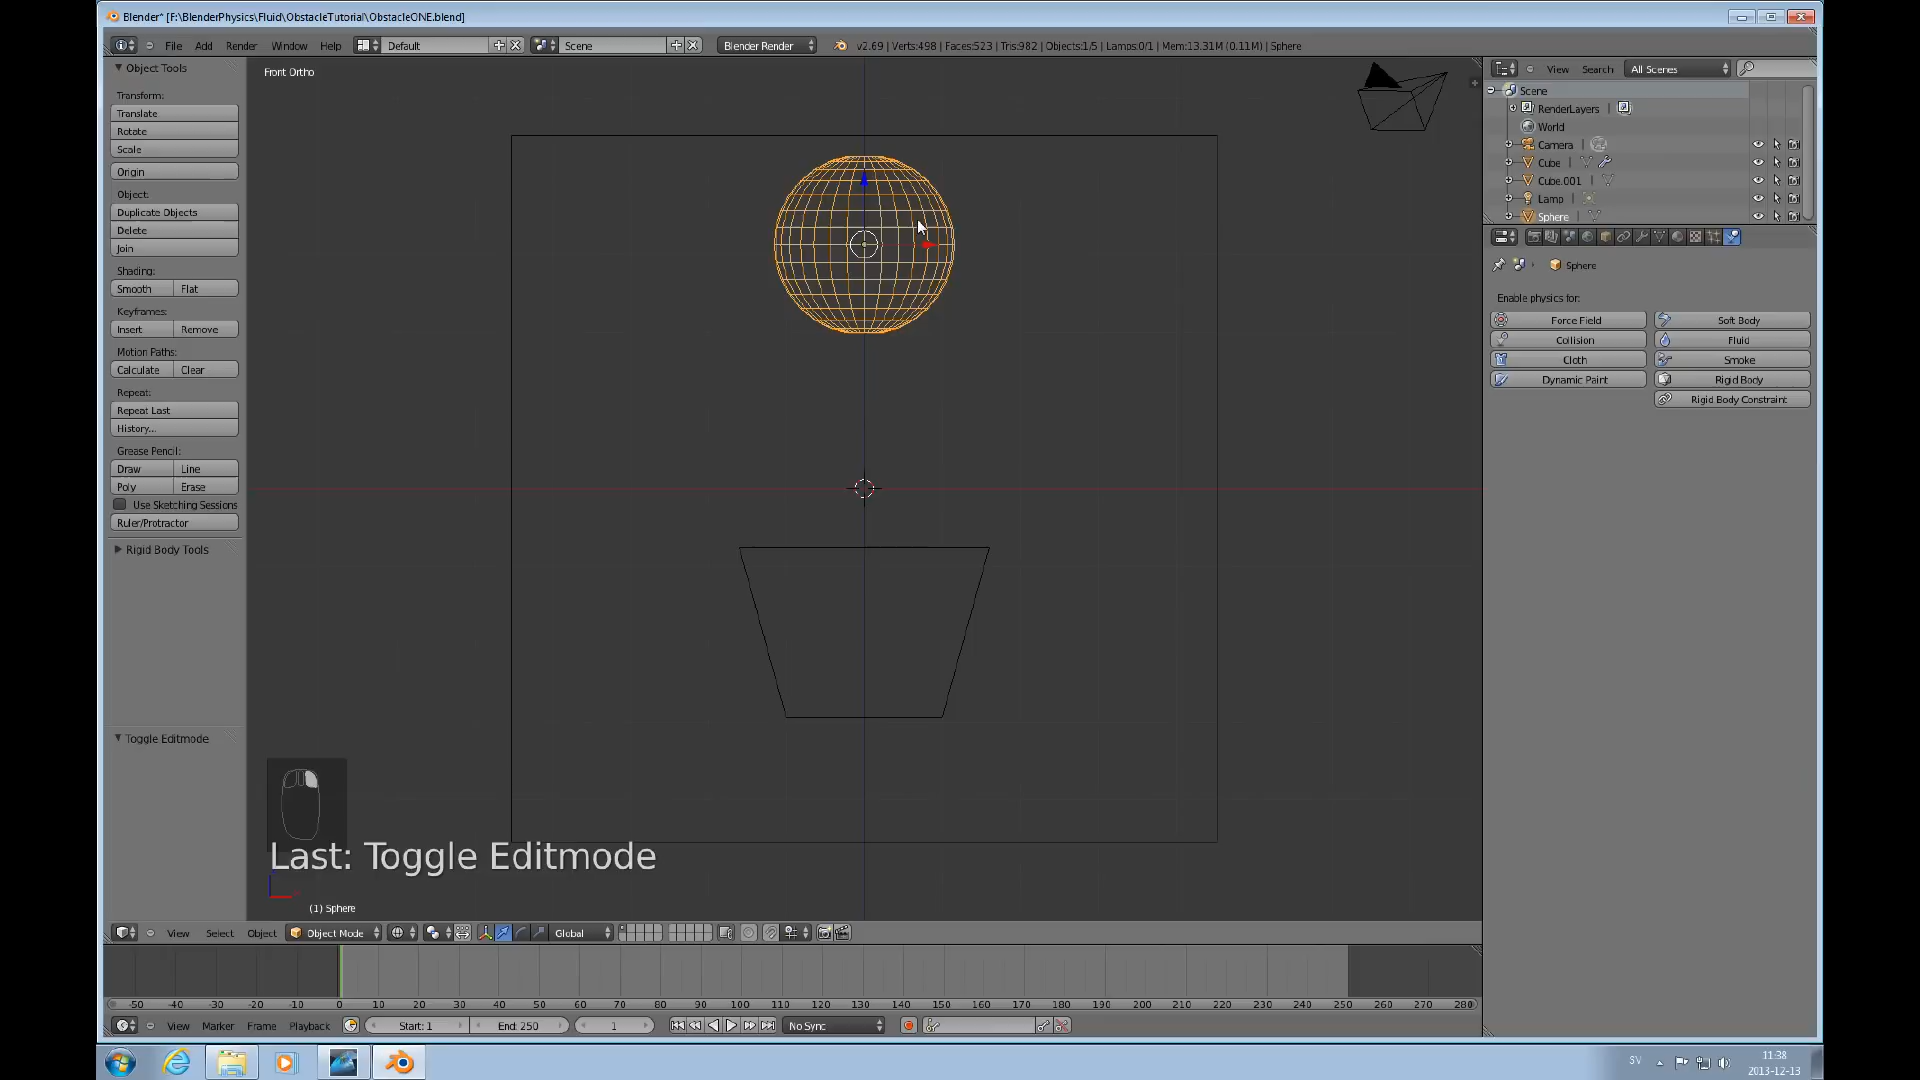 Blender* [F:\BlenderPhysics\Fluid\ObstacleTutorial\ObstacleONE.blend]
File Add Render Window Help Default Scene Blender Render v2.69 | Verts:498 | Faces:523 | Tris:982 | Objects:1/5 | Lamps:0/1 | Mem:13.31M (0.11M) | Sphere
Object Tools
Transform:
Translate
Rotate
Scale
Origin
Object:
Duplicate Objects
Delete
Join
Shading:
Smooth Flat
Keyframes:
Insert Remove
Motion Paths:
Calculate Clear
Repeat:
Repeat Last
History...
Grease Pencil:
Draw Line
Poly Erase
Use Sketching Sessions
Ruler/Protractor
Rigid Body Tools
Toggle Editmode
Front Ortho
Last: Toggle Editmode
(1) Sphere
View Search All Scenes
Scene
RenderLayers
World
Camera
Cube
Cube.001
Lamp
Sphere
Sphere
Enable physics for:
Force Field Soft Body
Collision Fluid
Cloth Smoke
Dynamic Paint Rigid Body
Rigid Body Constraint
View Select Object Object Mode Global
-50 -40 -30 -20 -10 0 10 20 30 40 50 60 70 80 90 100 110 120 130 140 150 160 170 180 190 200 210 220 230 240 250 260 270 280
View Marker Frame Playback Start: 1 End: 250 1 No Sync
SV
11:38
2013-12-13